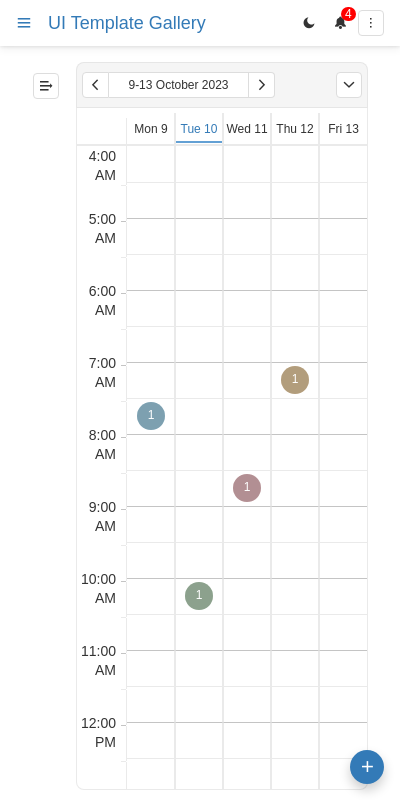 UI Template Gallery
4
9-13 October 2023
Mon 9 Tue 10 Wed 11 Thu 12 Fri 13
4:00
AM
5:00
AM
6:00
AM
7:00
AM
1
1
8:00
AM
1
9:00
AM
10:00
AM
1
11:00
AM
12:00
PM